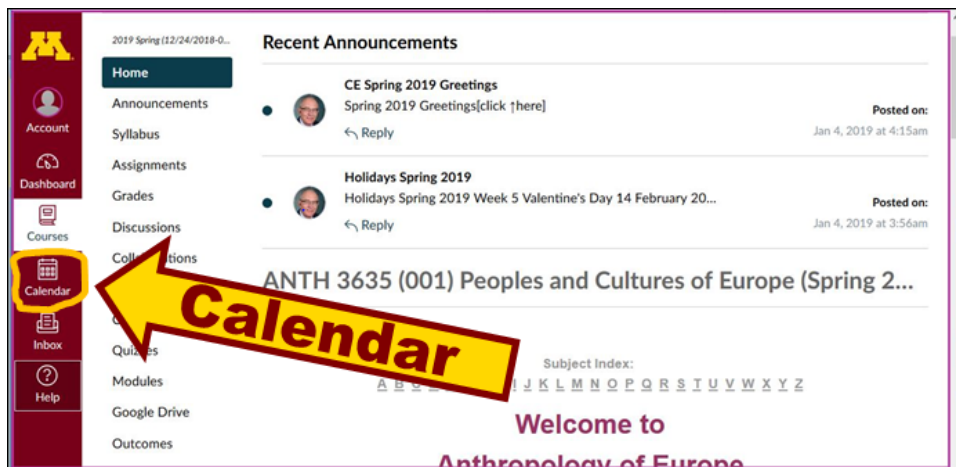 M
Account
Dashboard
Courses
Calendar
Inbox
Help
2019 Spring (12/24/2018-0...
Home
Announcements
Syllabus
Assignments
Grades
Discussions
Modules
Google Drive
Outcomes
Recent Announcements
CE Spring 2019 Greetings
Spring 2019 Greetings[click ↑here]
Reply
Posted on:
Jan 4, 2019 at 4:15am
Holidays Spring 2019
Holidays Spring 2019 Week 5 Valentine's Day 14 February 20...
Reply
Posted on:
Jan 4, 2019 at 3:56am
ANTH 3635 (001) Peoples and Cultures of Europe (Spring 2...
Calendar
Subject Index:
A B I J K L M N O P Q R S T U V W X Y Z
Welcome to
Anthropology of Europe